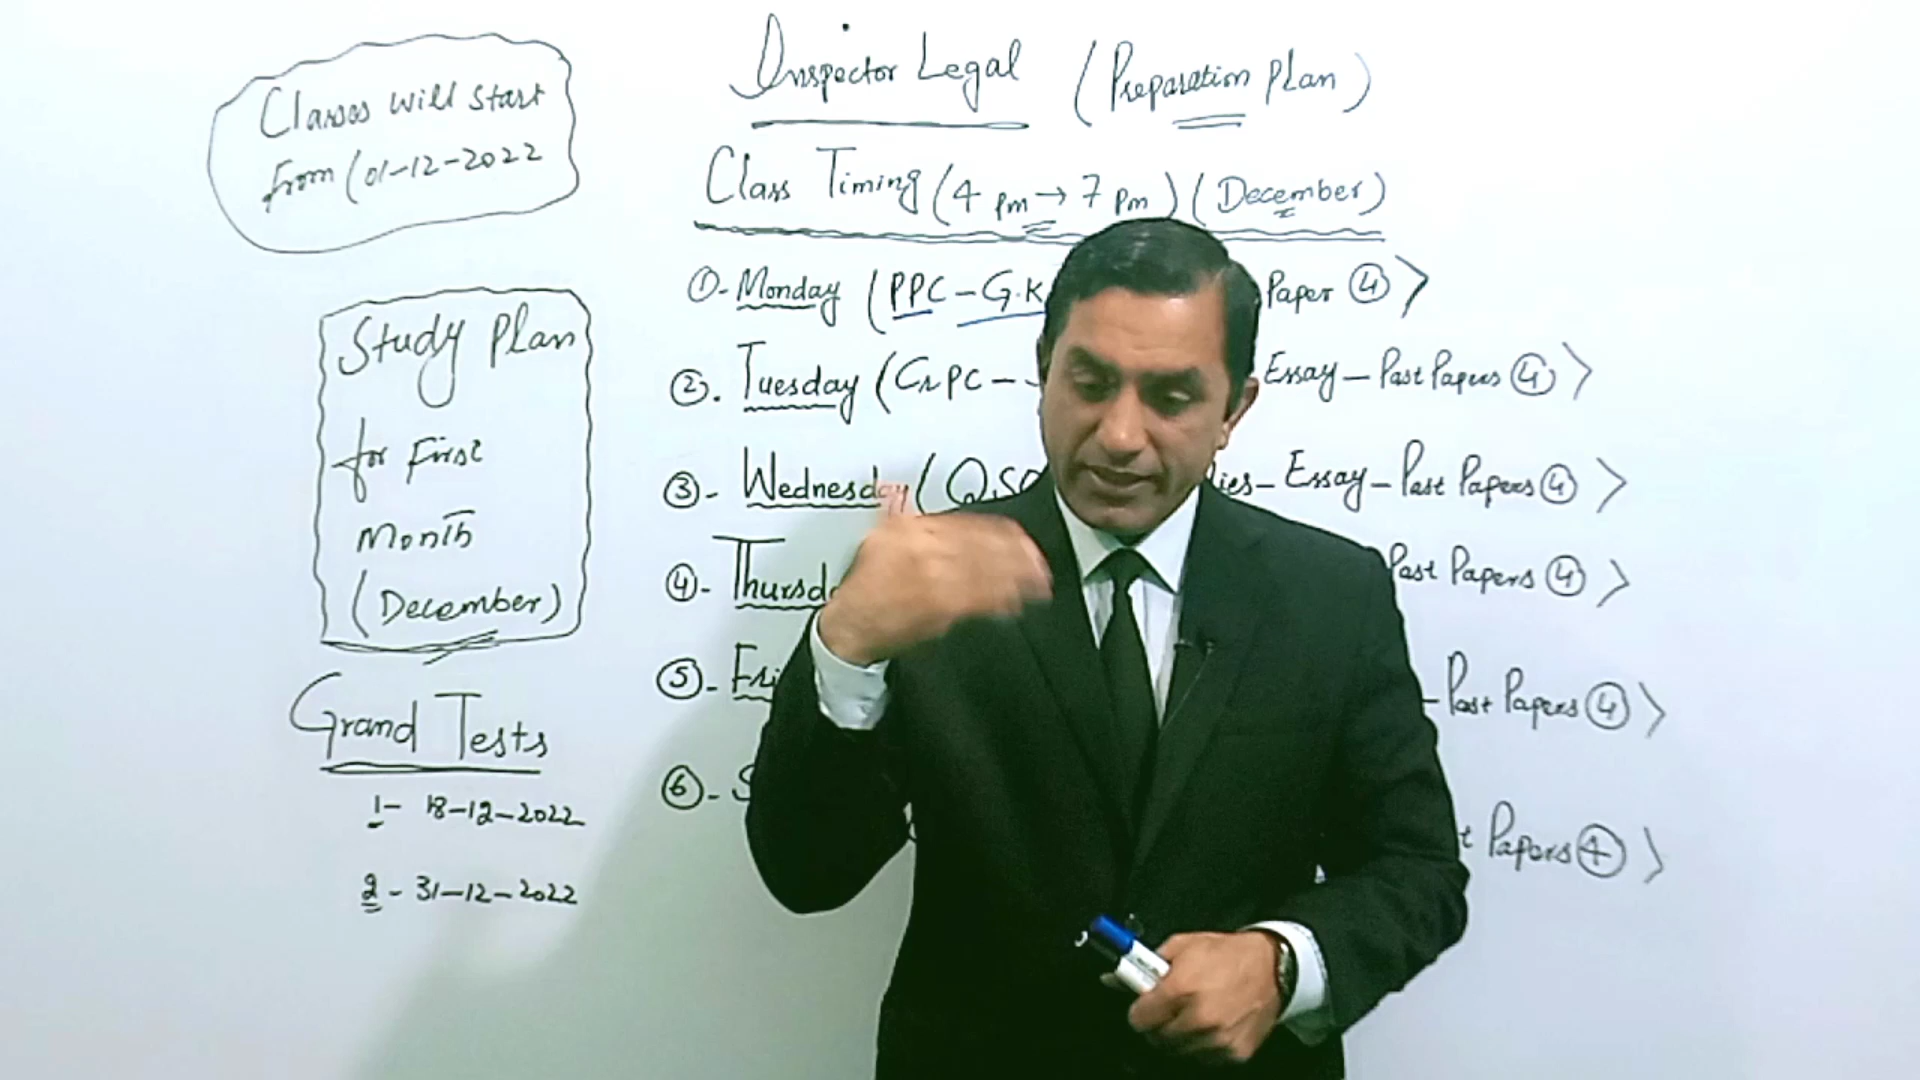 Classes will start
from (01-12-2022
Study Plan
for First
Month
(December)
Grand Tests
1- 18-12-2022
2- 31-12-2022
Inspector Legal (Preparation Plan)
Class Timing (4 pm → 7 pm) (December)
①- Monday (PPC - G.K Paper ④ >
②. Tuesday (CrPC - Essay - Past Papers ④ >
③- Wednesday (QSO - Essay - Past Papers ④ >
④- Past Papers ④ >
⑤- - Past Papers ④ >
⑥- Papers ④ >